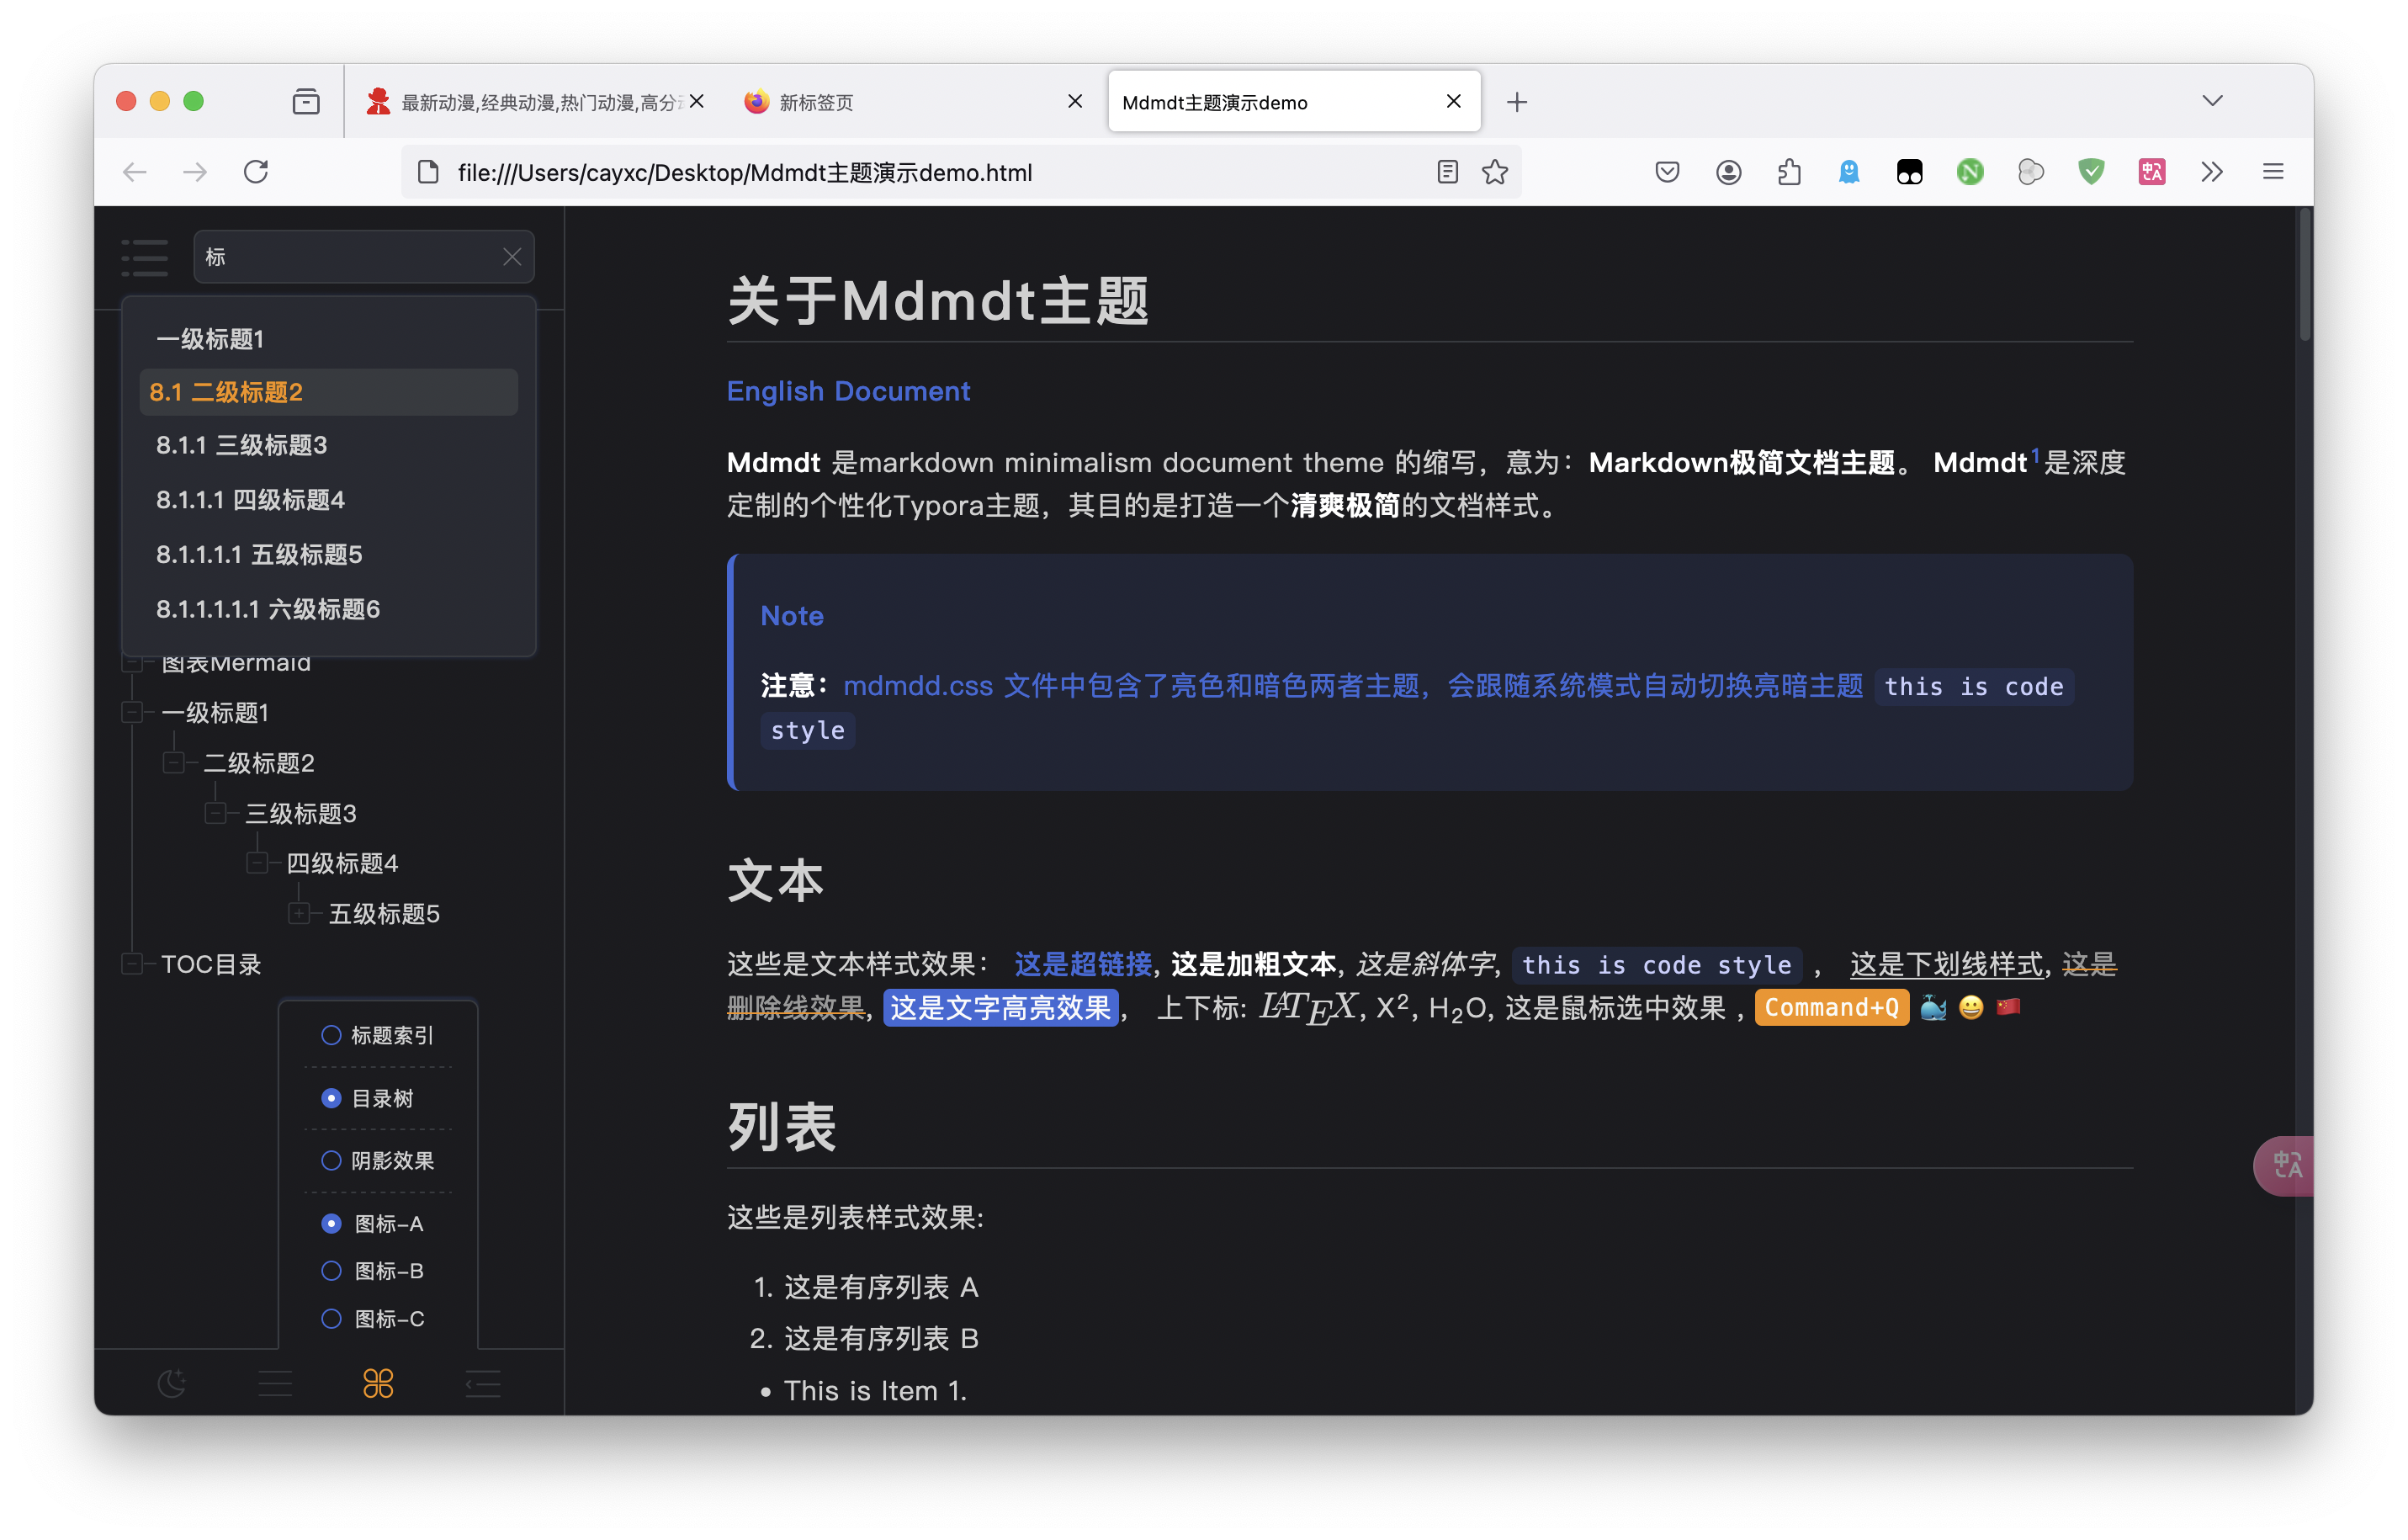 最新动漫,经典动漫,热门动漫,高分
新标签页
Mdmdt主题演示demo
file:///Users/cayxc/Desktop/Mdmdt主题演示demo.html
标
一级标题1
8.1 二级标题2
8.1.1 三级标题3
8.1.1.1 四级标题4
8.1.1.1.1 五级标题5
8.1.1.1.1.1 六级标题6
图表Mermaid
一级标题1
二级标题2
三级标题3
四级标题4
五级标题5
TOC目录
标题索引
目录树
阴影效果
图标-A
图标-B
图标-C
关于Mdmdt主题
English Document
Mdmdt 是markdown minimalism document theme 的缩写，意为：Markdown极简文档主题。 Mdmdt¹是深度
定制的个性化Typora主题，其目的是打造一个清爽极简的文档样式。
Note
注意：mdmdd.css 文件中包含了亮色和暗色两者主题，会跟随系统模式自动切换亮暗主题 this is code
style
文本
这些是文本样式效果： 这是超链接, 这是加粗文本, 这是斜体字, this is code style ， 这是下划线样式, 这是
删除线效果, 这是文字高亮效果， 上下标: LATEX, X², H₂O, 这是鼠标选中效果 , Command+Q 🐳 😀 🇨🇳
列表
这些是列表样式效果:
1. 这是有序列表 A
2. 这是有序列表 B
• This is Item 1.
中A